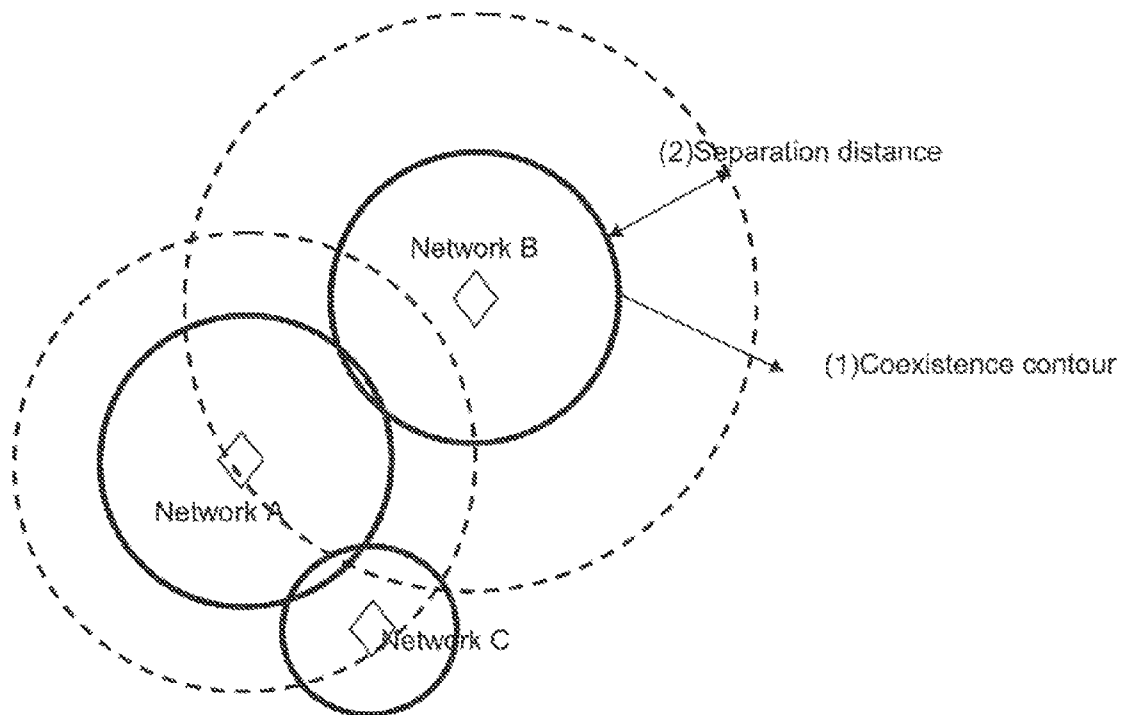 (2)Separation distance
Network B
(1)Coexistence contour
Network A
Network C